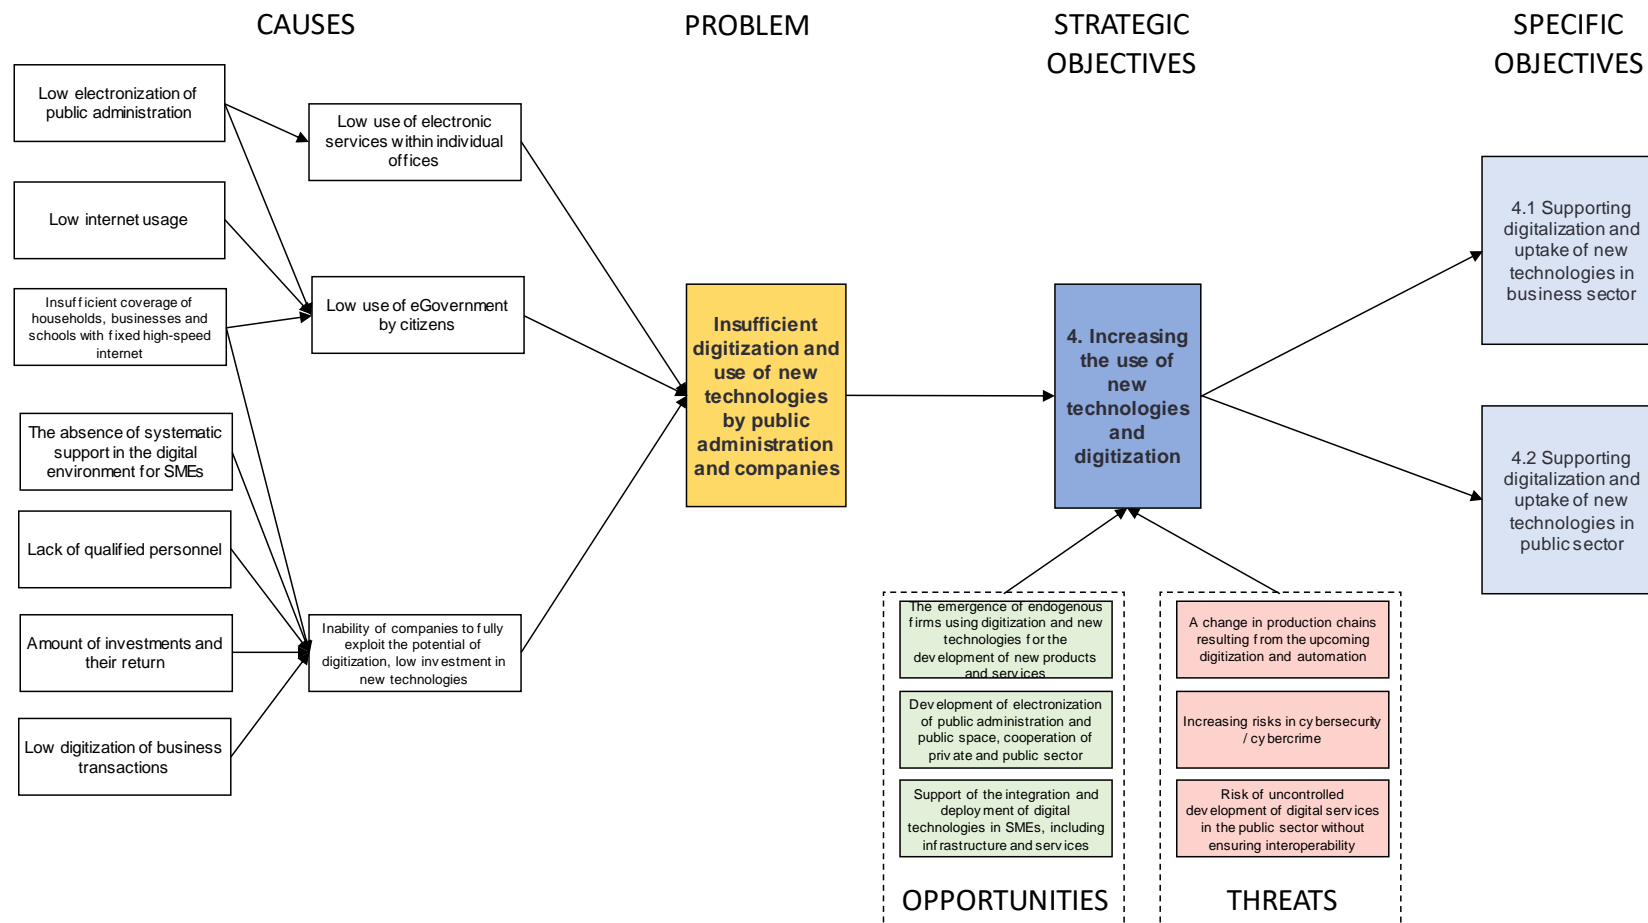 CAUSES
PROBLEM
STRATEGIC
OBJECTIVES
SPECIFIC
OBJECTIVES
Low electronization of
public administration
Low internet usage
Insufficient coverage of
households, businesses and
schools with fixed high-speed
internet
The absence of systematic
support in the digital
environment for SMEs
Lack of qualified personnel
Amount of investments and
their return
Low digitization of business
transactions
Low use of electronic
services within individual
offices
Low use of eGovernment
by citizens
Inability of companies to fully
exploit the potential of
digitization, low investment in
new technologies
Insufficient
digitization and
use of new
technologies
by public
administration
and companies
4. Increasing
the use of
new
technologies
and
digitization
4.1 Supporting
digitalization and
uptake of new
technologies in
business sector
4.2 Supporting
digitalization and
uptake of new
technologies in
public sector
The emergence of endogenous
firms using digitization and new
technologies for the
development of new products
and services
Development of electronization
of public administration and
public space, cooperation of
private and public sector
Support of the integration and
deployment of digital
technologies in SMEs, including
infrastructure and services
OPPORTUNITIES
A change in production chains
resulting from the upcoming
digitization and automation
Increasing risks in cybersecurity
/ cybercrime
Risk of uncontrolled
development of digital services
in the public sector without
ensuring interoperability
THREATS